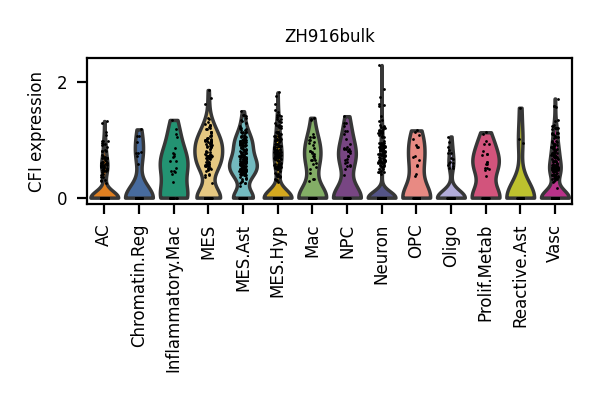 ZH916bulk
CFI expression
2
0
AC
Chromatin.Reg
Inflammatory.Mac
MES
MES.Ast
MES.Hyp
Mac
NPC
Neuron
OPC
Oligo
Prolif.Metab
Reactive.Ast
Vasc